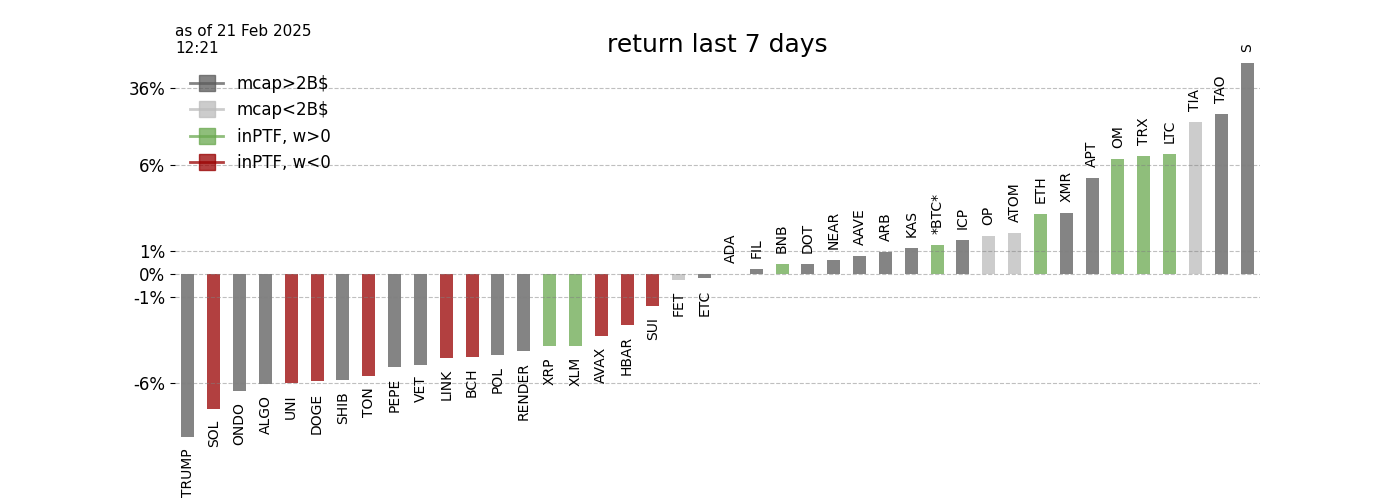 as of 21 Feb 2025
12:21
return last 7 days
mcap>2B$
mcap<2B$
inPTF, w>0
inPTF, w<0
36%
6%
1%
0%
-1%
-6%
TRUMP
SOL
ONDO
ALGO
UNI
DOGE
SHIB
TON
PEPE
VET
LINK
BCH
POL
RENDER
XRP
XLM
AVAX
HBAR
SUI
FET
ETC
ADA
FIL
BNB
DOT
NEAR
AAVE
ARB
KAS
*BTC*
ICP
OP
ATOM
ETH
XMR
APT
OM
TRX
LTC
TIA
TAO
S